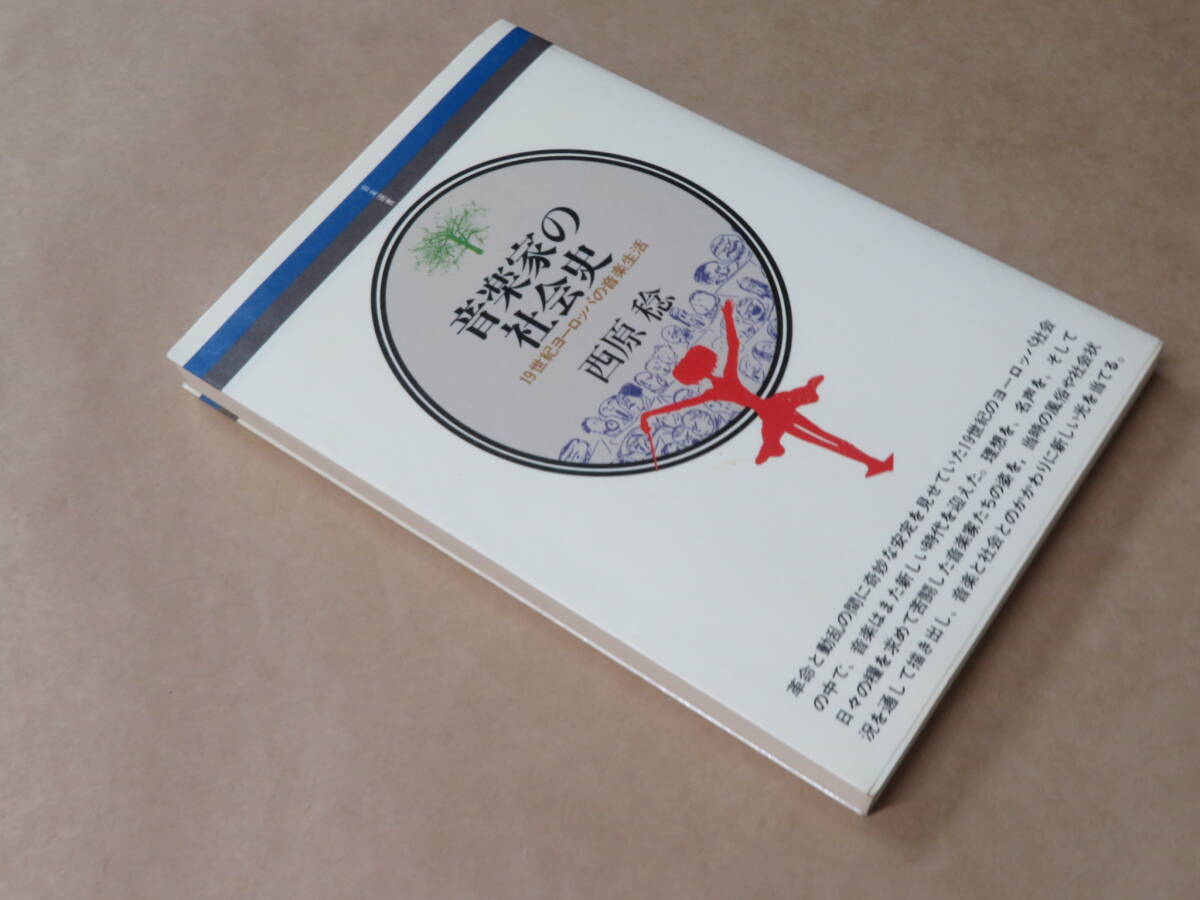 音楽選書
音楽家の
社会史
19世紀ヨーロッパの音楽生活
西原 稔
革命と動乱の間に奇妙な安定を見せていた19世紀のヨーロッパ社会
の中で、音楽はまた新しい時代を迎えた。理想を、名声を、そして
日々の糧を求めて苦闘した音楽家たちの姿を、当時の風俗や社会状
況を通して描き出し、音楽と社会とのかかわりに新しい光を当てる。